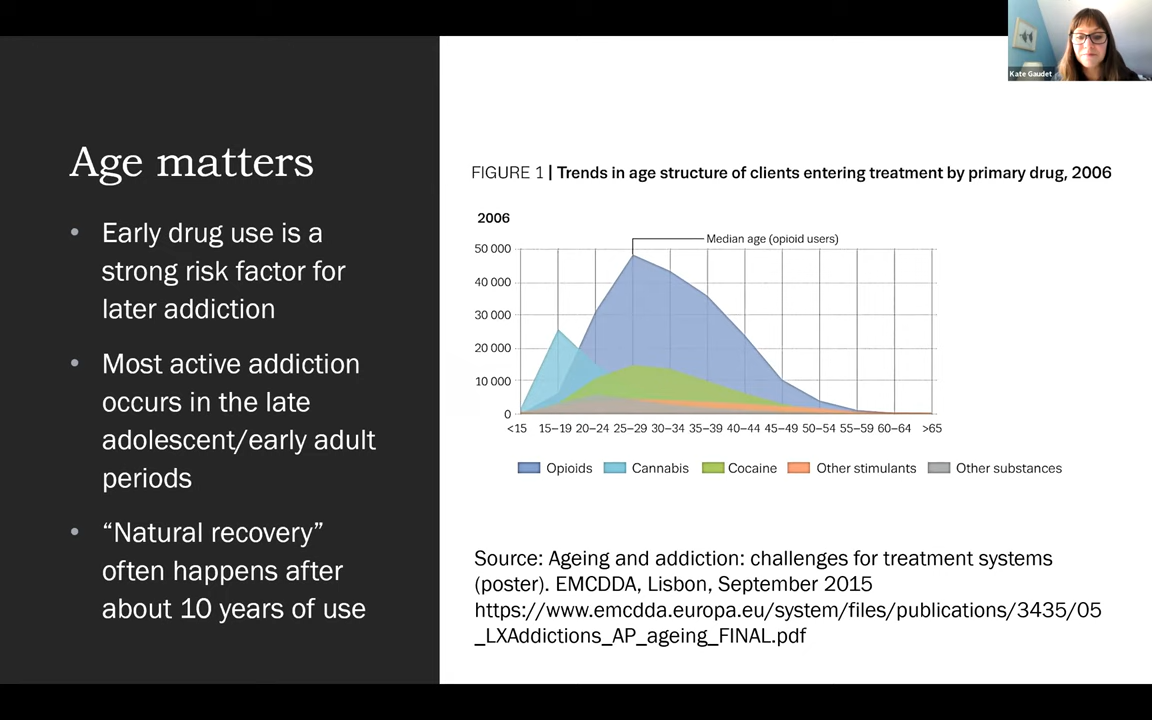 Kate Gaudet
Age matters
• Early drug use is a
strong risk factor for
later addiction
• Most active addiction
occurs in the late
adolescent/early adult
periods
• “Natural recovery”
often happens after
about 10 years of use
FIGURE 1 | Trends in age structure of clients entering treatment by primary drug, 2006
2006
Median age (opioid users)
50 000
40 000
30 000
20 000
10 000
0
<15 15–19 20–24 25–29 30–34 35–39 40–44 45–49 50–54 55–59 60–64 >65
Opioids Cannabis Cocaine Other stimulants Other substances
Source: Ageing and addiction: challenges for treatment systems
(poster). EMCDDA, Lisbon, September 2015
https://www.emcdda.europa.eu/system/files/publications/3435/05
_LXAddictions_AP_ageing_FINAL.pdf